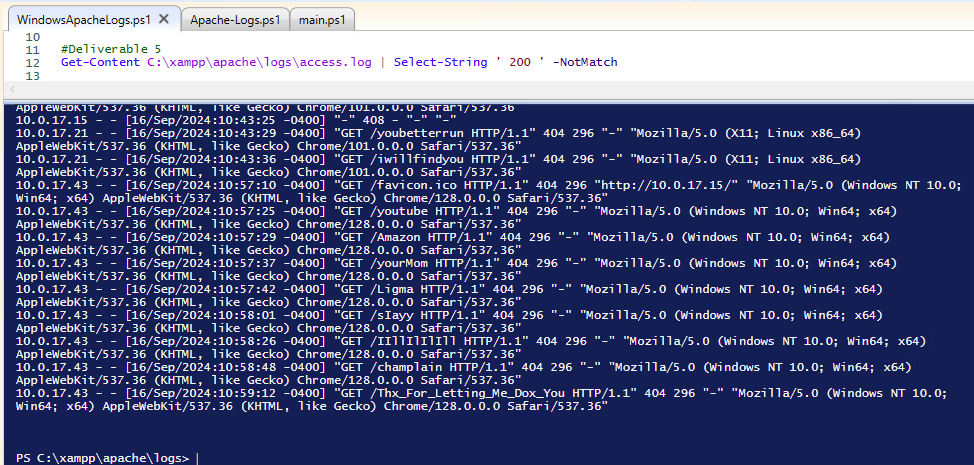 WindowsApacheLogs.ps1 ✕ Apache-Logs.ps1 main.ps1
10
11 #Deliverable 5
12 Get-Content C:\xampp\apache\logs\access.log | Select-String ' 200 ' -NotMatch
13
AppleWebKit/537.36 (KHTML, like Gecko) Chrome/101.0.0.0 Safari/537.36"
10.0.17.15 - - [16/Sep/2024:10:43:25 -0400] "-" 408 - "-" "-"
10.0.17.21 - - [16/Sep/2024:10:43:29 -0400] "GET /youbetterrun HTTP/1.1" 404 296 "-" "Mozilla/5.0 (X11; Linux x86_64)
AppleWebKit/537.36 (KHTML, like Gecko) Chrome/101.0.0.0 Safari/537.36"
10.0.17.21 - - [16/Sep/2024:10:43:36 -0400] "GET /iwillfindyou HTTP/1.1" 404 296 "-" "Mozilla/5.0 (X11; Linux x86_64)
AppleWebKit/537.36 (KHTML, like Gecko) Chrome/101.0.0.0 Safari/537.36"
10.0.17.43 - - [16/Sep/2024:10:57:10 -0400] "GET /favicon.ico HTTP/1.1" 404 296 "http://10.0.17.15/" "Mozilla/5.0 (Windows NT 10.0;
Win64; x64) AppleWebKit/537.36 (KHTML, like Gecko) Chrome/128.0.0.0 Safari/537.36"
10.0.17.43 - - [16/Sep/2024:10:57:25 -0400] "GET /youtube HTTP/1.1" 404 296 "-" "Mozilla/5.0 (Windows NT 10.0; Win64; x64)
AppleWebKit/537.36 (KHTML, like Gecko) Chrome/128.0.0.0 Safari/537.36"
10.0.17.43 - - [16/Sep/2024:10:57:29 -0400] "GET /Amazon HTTP/1.1" 404 296 "-" "Mozilla/5.0 (Windows NT 10.0; Win64; x64)
AppleWebKit/537.36 (KHTML, like Gecko) Chrome/128.0.0.0 Safari/537.36"
10.0.17.43 - - [16/Sep/2024:10:57:37 -0400] "GET /yourMom HTTP/1.1" 404 296 "-" "Mozilla/5.0 (Windows NT 10.0; Win64; x64)
AppleWebKit/537.36 (KHTML, like Gecko) Chrome/128.0.0.0 Safari/537.36"
10.0.17.43 - - [16/Sep/2024:10:57:42 -0400] "GET /Ligma HTTP/1.1" 404 296 "-" "Mozilla/5.0 (Windows NT 10.0; Win64; x64)
AppleWebKit/537.36 (KHTML, like Gecko) Chrome/128.0.0.0 Safari/537.36"
10.0.17.43 - - [16/Sep/2024:10:58:01 -0400] "GET /sIayy HTTP/1.1" 404 296 "-" "Mozilla/5.0 (Windows NT 10.0; Win64; x64)
AppleWebKit/537.36 (KHTML, like Gecko) Chrome/128.0.0.0 Safari/537.36"
10.0.17.43 - - [16/Sep/2024:10:58:26 -0400] "GET /IIllIlIlIll HTTP/1.1" 404 296 "-" "Mozilla/5.0 (Windows NT 10.0; Win64; x64)
AppleWebKit/537.36 (KHTML, like Gecko) Chrome/128.0.0.0 Safari/537.36"
10.0.17.43 - - [16/Sep/2024:10:58:48 -0400] "GET /champlain HTTP/1.1" 404 296 "-" "Mozilla/5.0 (Windows NT 10.0; Win64; x64)
AppleWebKit/537.36 (KHTML, like Gecko) Chrome/128.0.0.0 Safari/537.36"
10.0.17.43 - - [16/Sep/2024:10:59:12 -0400] "GET /Thx_For_Letting_Me_Dox_You HTTP/1.1" 404 296 "-" "Mozilla/5.0 (Windows NT 10.0;
Win64; x64) AppleWebKit/537.36 (KHTML, like Gecko) Chrome/128.0.0.0 Safari/537.36"
PS C:\xampp\apache\logs>